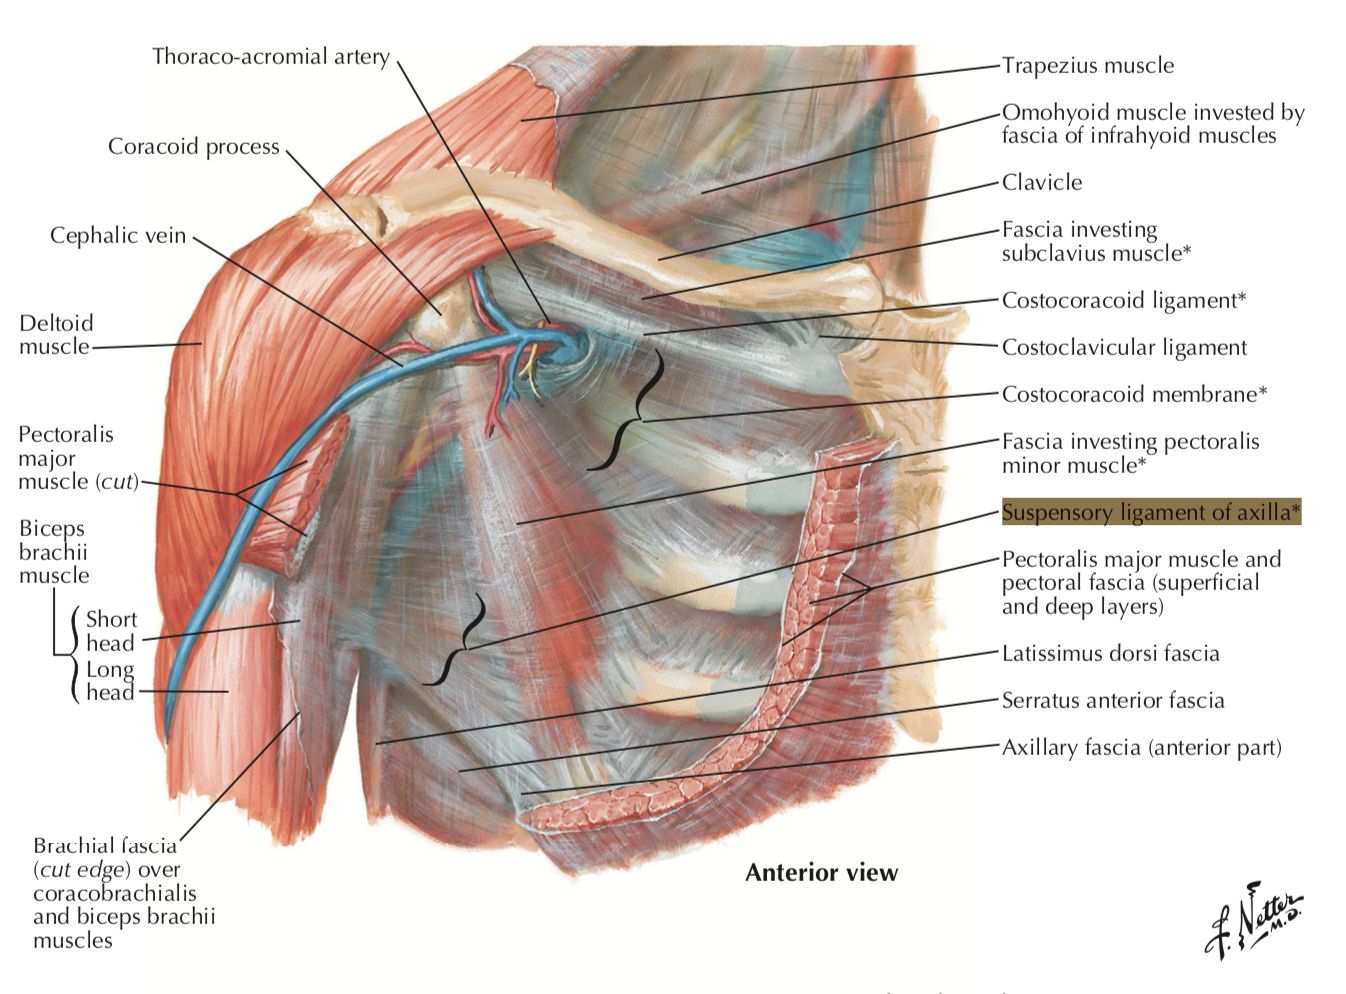 Thoraco-acromial artery
Coracoid process
Cephalic vein
Deltoid
muscle
Pectoralis
major
muscle (cut)
Biceps
brachii
muscle
Short
head
Long
head
Brachial fascia
(cut edge) over
coracobrachialis
and biceps brachii
muscles
Trapezius muscle
Omohyoid muscle invested by
fascia of infrahyoid muscles
Clavicle
Fascia investing
subclavius muscle*
Costocoracoid ligament*
Costoclavicular ligament
Costocoracoid membrane*
Fascia investing pectoralis
minor muscle*
Suspensory ligament of axilla*
Pectoralis major muscle and
pectoral fascia (superficial
and deep layers)
Latissimus dorsi fascia
Serratus anterior fascia
Axillary fascia (anterior part)
Anterior view
F. Netter
M.D.